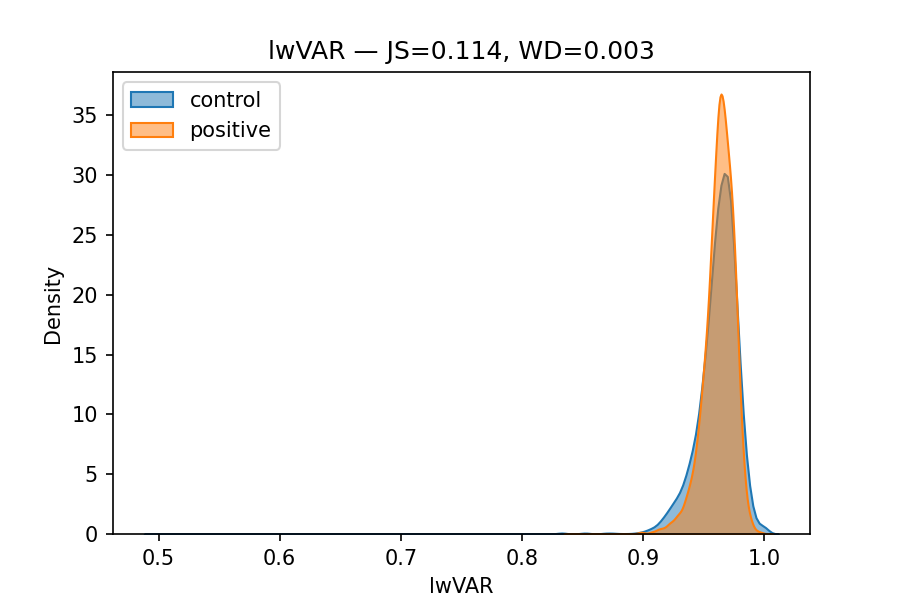 lwVAR — JS=0.114, WD=0.003
control
positive
Density
35
30
25
20
15
10
5
0
0.5 0.6 0.7 0.8 0.9 1.0
lwVAR